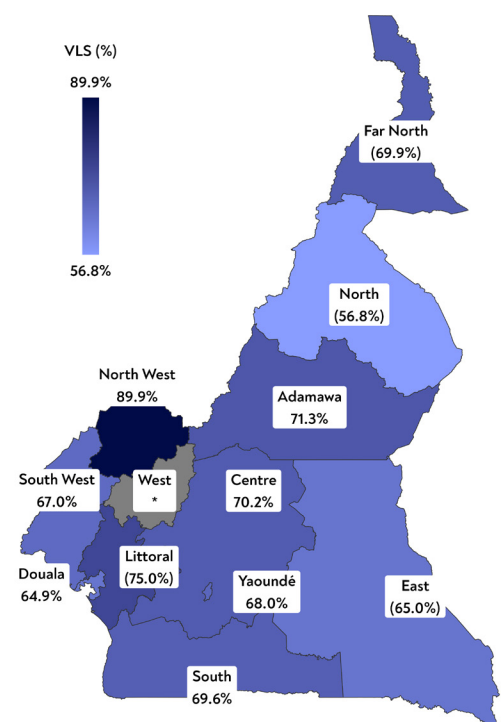 VLS (%)
89.9%
56.8%
Far North
(69.9%)
North
(56.8%)
North West
89.9%
Adamawa
71.3%
South West
67.0%
West
*
Centre
70.2%
Douala
64.9%
Littoral
(75.0%)
Yaoundé
68.0%
East
(65.0%)
South
69.6%